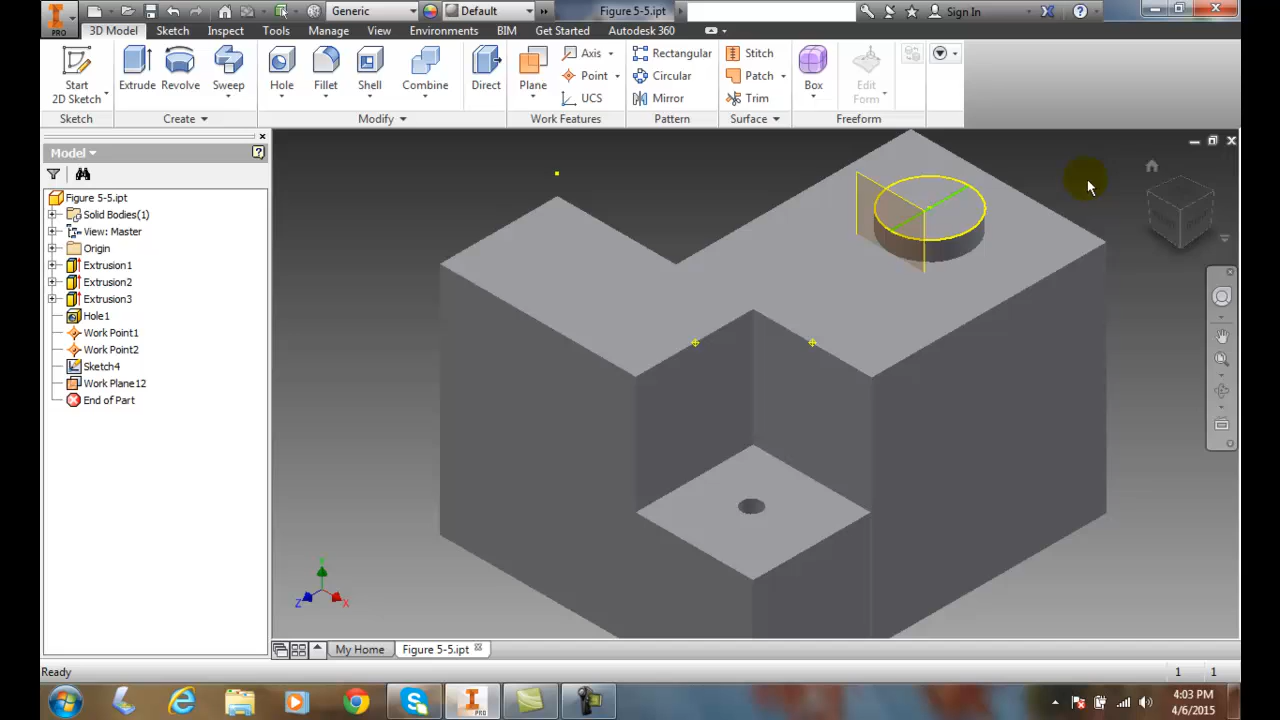 PRO
Generic
Default
Figure 5-5.ipt
Sign In
3D Model Sketch Inspect Tools Manage View Environments BIM Get Started Autodesk 360
Start
2D Sketch
Extrude Revolve Sweep
Hole Fillet Shell Combine Direct
Plane
Axis
Point
UCS
Rectangular
Circular
Mirror
Stitch
Patch
Trim
Box
Edit
Form
Sketch Create Modify Work Features Pattern Surface Freeform
Model
Figure 5-5.ipt
Solid Bodies(1)
View: Master
Origin
Extrusion1
Extrusion2
Extrusion3
Hole1
Work Point1
Work Point2
Sketch4
Work Plane12
End of Part
Z X
My Home Figure 5-5.ipt
Ready 1 1
PRO
4:03 PM
4/6/2015